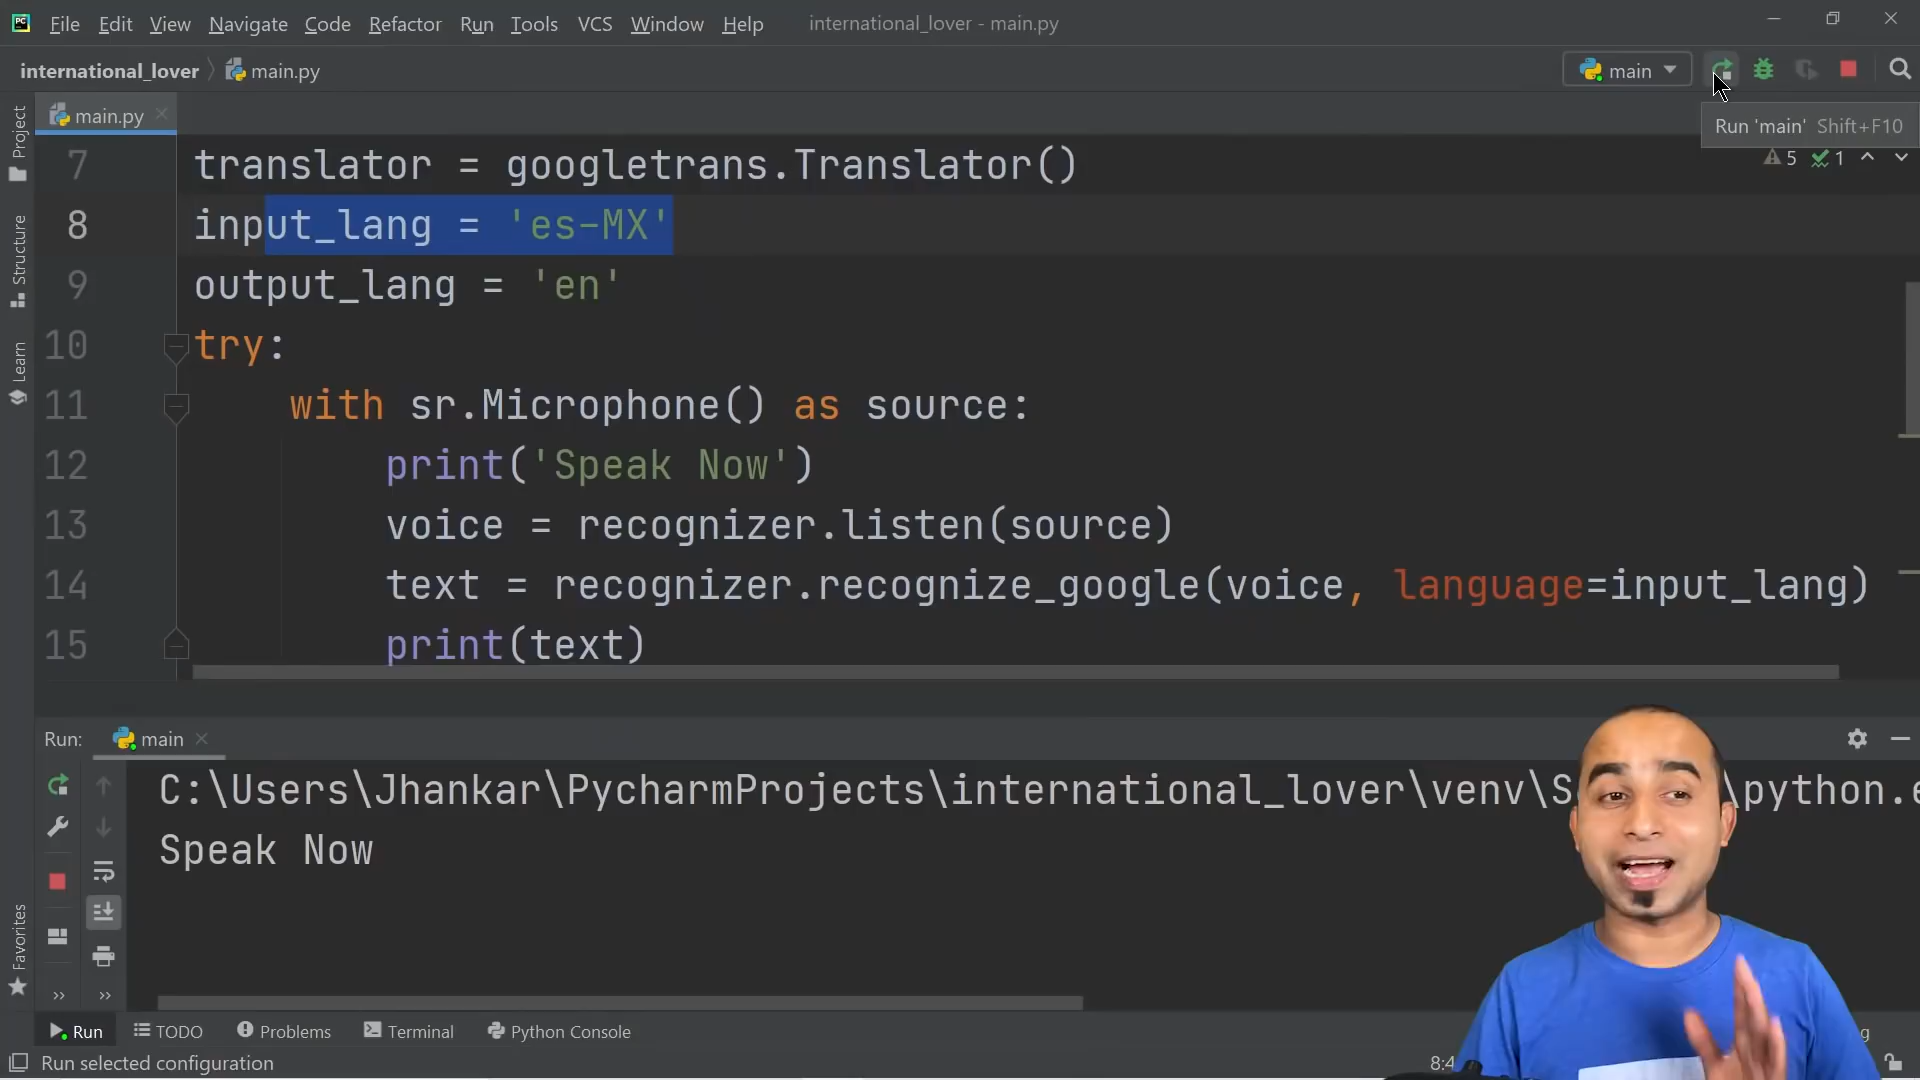 File Edit View Navigate Code Refactor Run Tools VCS Window Help international_lover - main.py
international_lover main.py main
main.py
Run 'main' Shift+F10
5 1
Project
Structure
Learn
Favorites
7 translator = googletrans.Translator()
8 input_lang = 'es-MX'
9 output_lang = 'en'
10 try:
11 with sr.Microphone() as source:
12 print('Speak Now')
13 voice = recognizer.listen(source)
14 text = recognizer.recognize_google(voice, language=input_lang)
15 print(text)
Run: main
C:\Users\Jhankar\PycharmProjects\international_lover\venv\S \python.e
Speak Now
Run TODO Problems Terminal Python Console
Run selected configuration 8:4